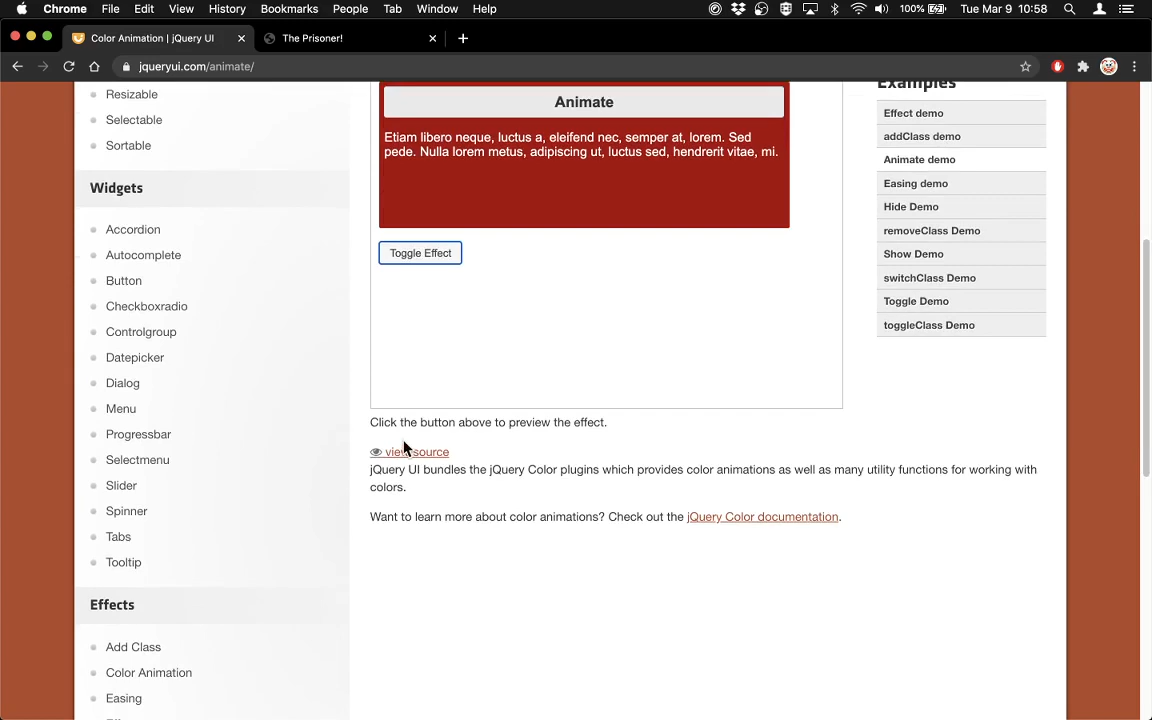 Chrome File Edit View History Bookmarks People Tab Window Help 100% Tue Mar 9 10:58
Color Animation | jQuery UI The Prisoner!
jqueryui.com/animate/
Resizable
Selectable
Sortable
Widgets
Accordion
Autocomplete
Button
Checkboxradio
Controlgroup
Datepicker
Dialog
Menu
Progressbar
Selectmenu
Slider
Spinner
Tabs
Tooltip
Effects
Add Class
Color Animation
Easing
Animate
Etiam libero neque, luctus a, eleifend nec, semper at, lorem. Sed
pede. Nulla lorem metus, adipiscing ut, luctus sed, hendrerit vitae, mi.
Toggle Effect
Click the button above to preview the effect.
view source
jQuery UI bundles the jQuery Color plugins which provides color animations as well as many utility functions for working with
colors.
Want to learn more about color animations? Check out the jQuery Color documentation.
Examples
Effect demo
addClass demo
Animate demo
Easing demo
Hide Demo
removeClass Demo
Show Demo
switchClass Demo
Toggle Demo
toggleClass Demo